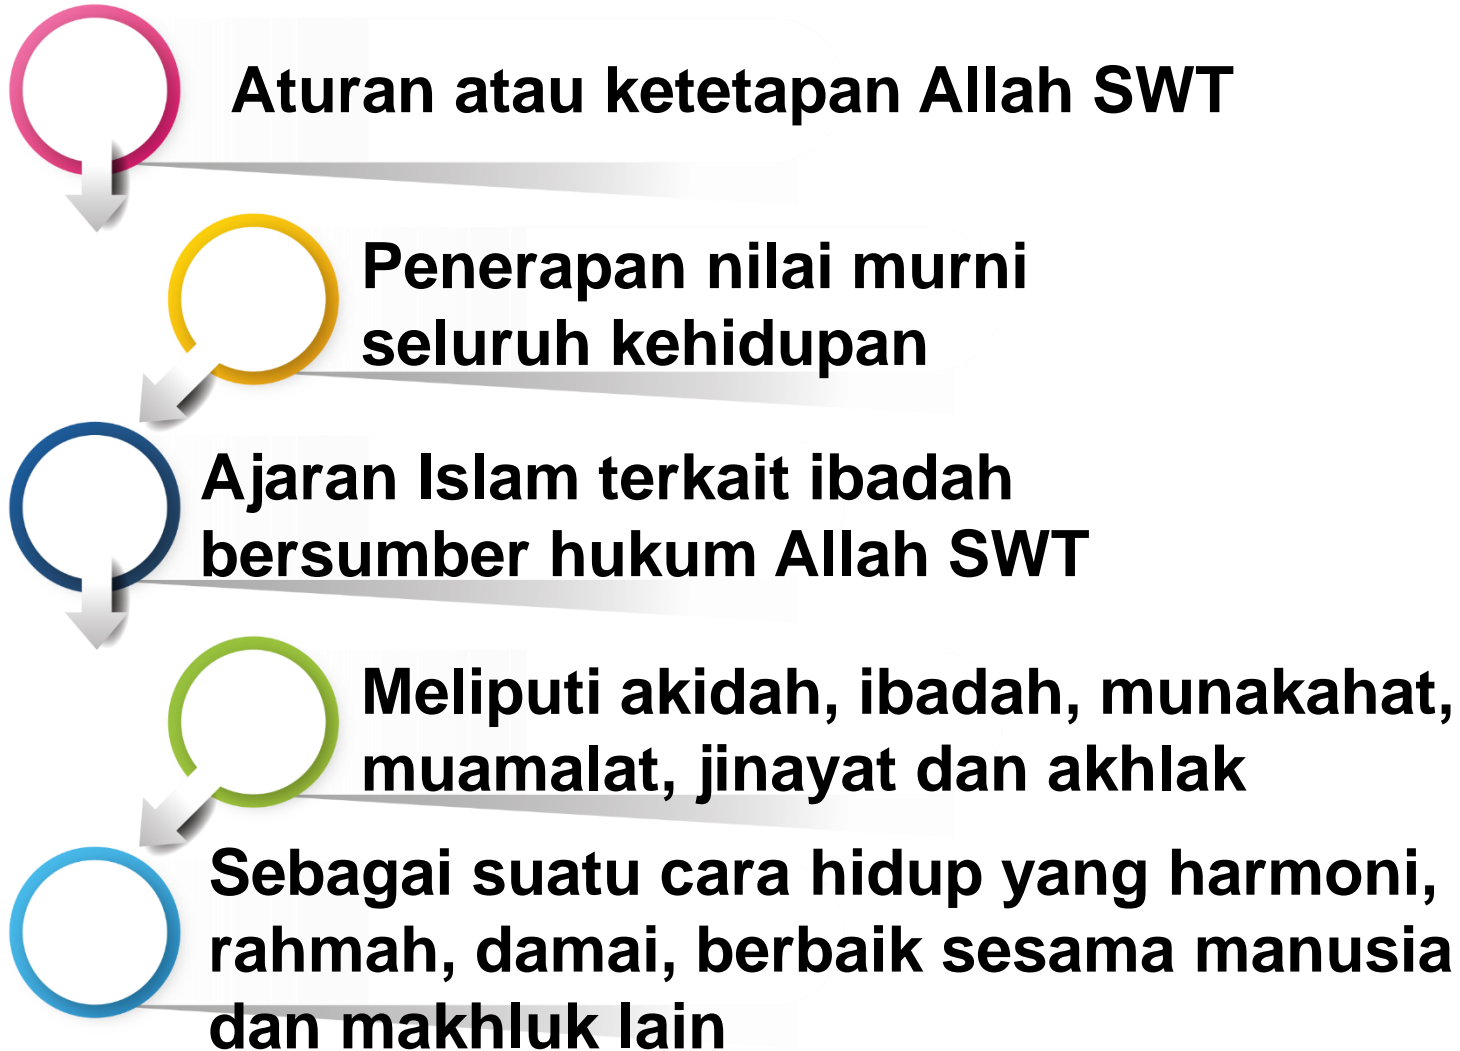 Aturan atau ketetapan Allah SWT
Penerapan nilai murni
seluruh kehidupan
Ajaran Islam terkait ibadah
bersumber hukum Allah SWT
Meliputi akidah, ibadah, munakahat,
muamalat, jinayat dan akhlak
Sebagai suatu cara hidup yang harmoni,
rahmah, damai, berbaik sesama manusia
dan makhluk lain